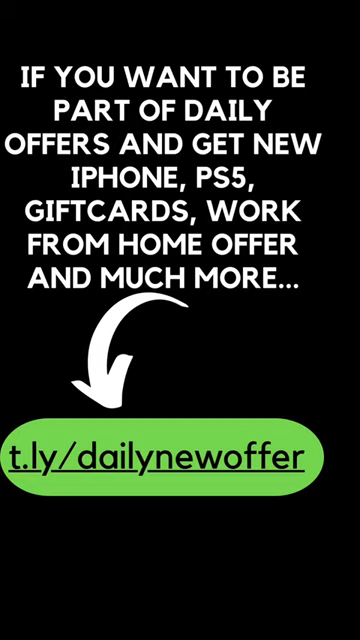 IF YOU WANT TO BE
PART OF DAILY
OFFERS AND GET NEW
IPHONE, PS5,
GIFTCARDS, WORK
FROM HOME OFFER
AND MUCH MORE...
t.ly/dailynewoffer